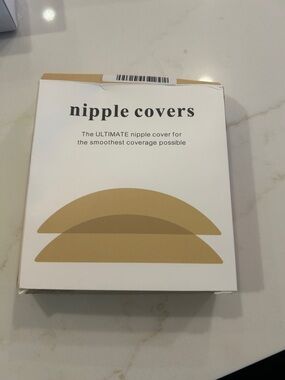 nipple covers
The ULTIMATE nipple cover for
the smoothest coverage possible